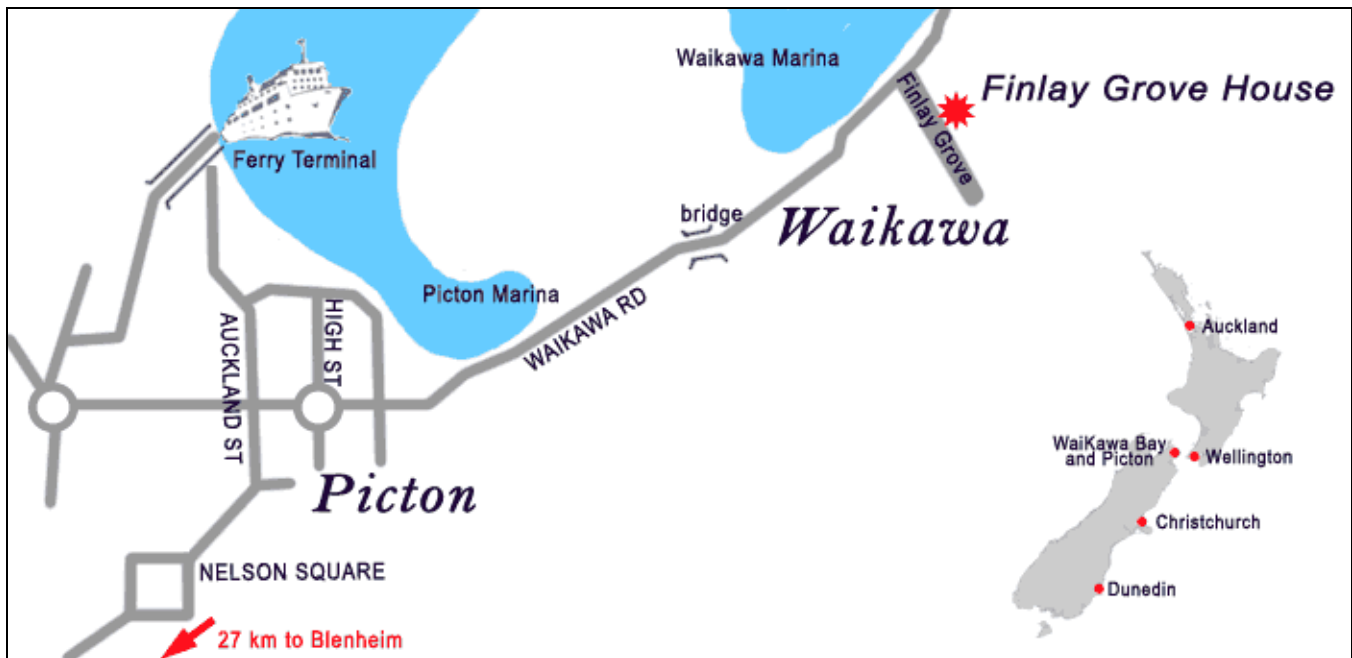 Waikawa Marina
Finlay Grove House
FINLAY GROVE
Ferry Terminal
bridge
Waikawa
Picton Marina
WAIKAWA RD
HIGH ST
AUCKLAND ST
Picton
NELSON SQUARE
27 km to Blenheim
Auckland
WaiKawa Bay
and Picton
Wellington
Christchurch
Dunedin